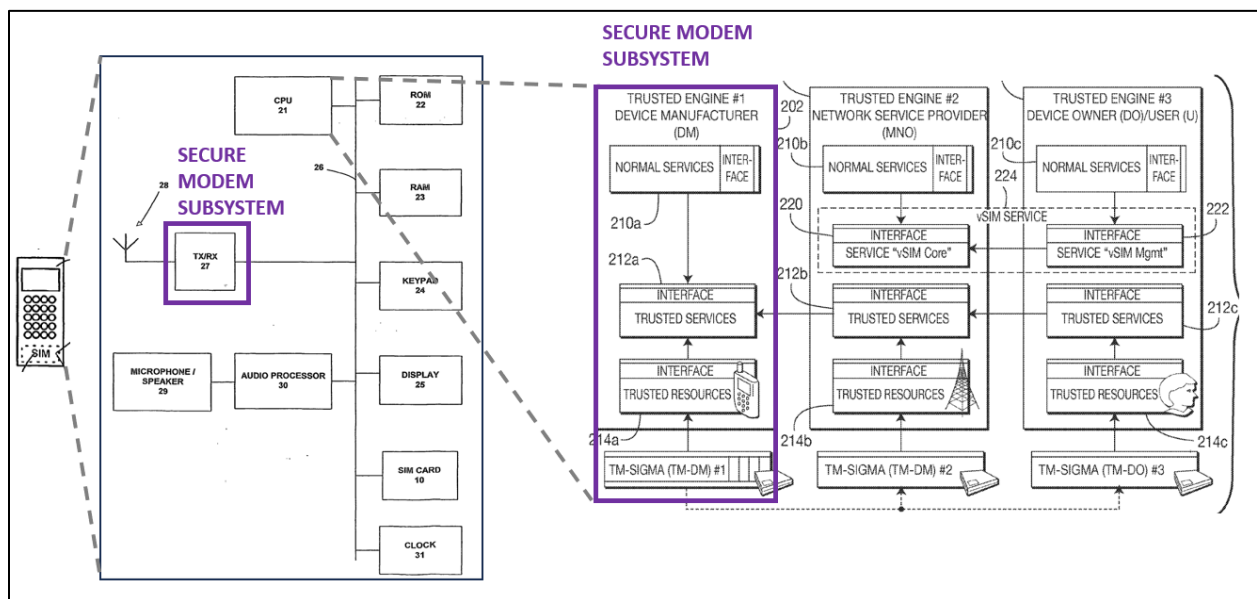 SECURE MODEM
SUBSYSTEM
CPU
21
ROM
22
SECURE
MODEM
SUBSYSTEM
26
28
RAM
23
TX/RX
27
KEYPAD
24
SIM
MICROPHONE /
SPEAKER
29
AUDIO PROCESSOR
30
DISPLAY
25
SIM CARD
10
CLOCK
31
TRUSTED ENGINE #1
DEVICE MANUFACTURER
(DM)
202
NORMAL SERVICES
INTER-
FACE
210a
212a
INTERFACE
TRUSTED SERVICES
INTERFACE
TRUSTED RESOURCES
214a
TM-SIGMA (TM-DM) #1
TRUSTED ENGINE #2
NETWORK SERVICE PROVIDER
(MNO)
210b
NORMAL SERVICES
INTER-
FACE
220
INTERFACE
SERVICE "vSIM Core"
212b
INTERFACE
TRUSTED SERVICES
INTERFACE
TRUSTED RESOURCES
214b
TM-SIGMA (TM-DM) #2
TRUSTED ENGINE #3
DEVICE OWNER (DO)/USER (U)
210c
NORMAL SERVICES
INTER-
FACE
224
vSIM SERVICE
222
INTERFACE
SERVICE "vSIM Mgmt"
INTERFACE
TRUSTED SERVICES
212c
INTERFACE
TRUSTED RESOURCES
214c
TM-SIGMA (TM-DO) #3